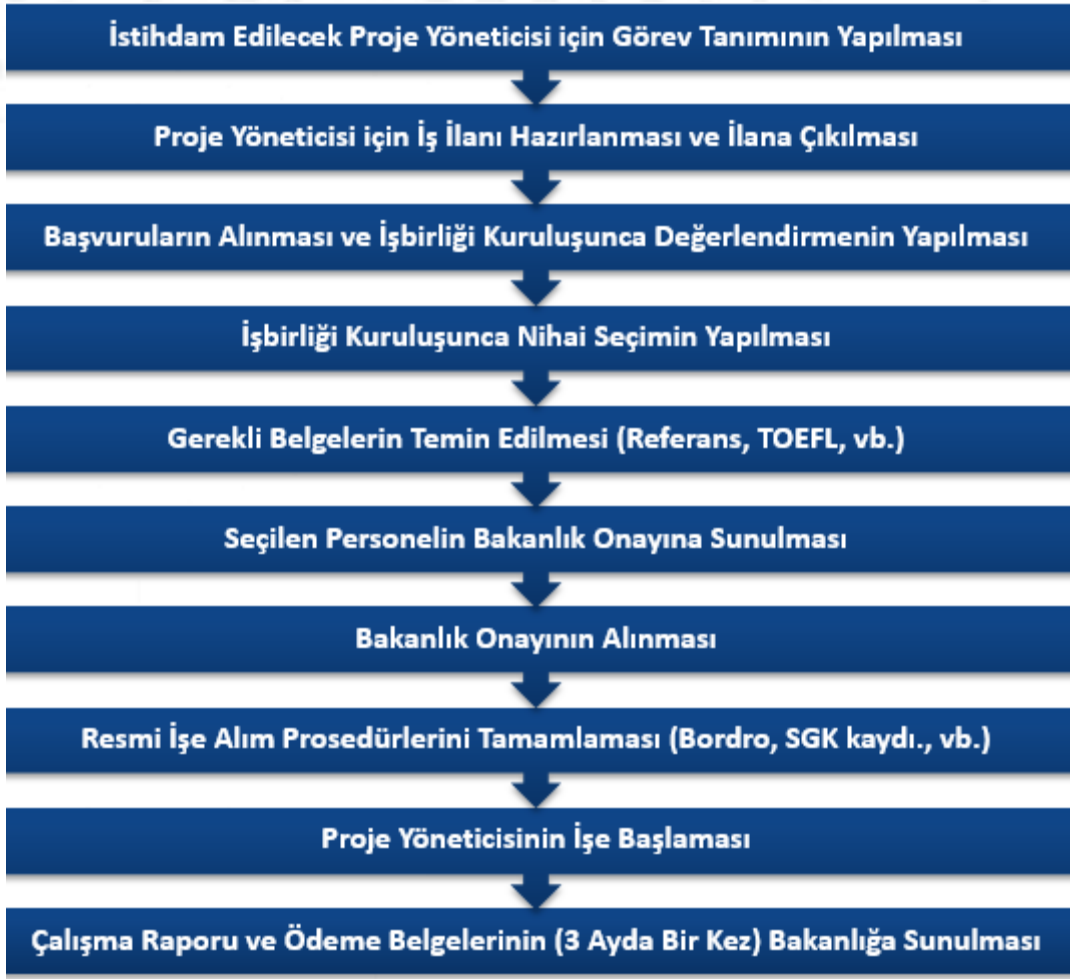 İstihdam Edilecek Proje Yöneticisi için Görev Tanımının Yapılması
Proje Yöneticisi için İş İlanı Hazırlanması ve İlana Çıkılması
Başvuruların Alınması ve İşbirliği Kuruluşunca Değerlendirmenin Yapılması
İşbirliği Kuruluşunca Nihai Seçimin Yapılması
Gerekli Belgelerin Temin Edilmesi (Referans, TOEFL, vb.)
Seçilen Personelin Bakanlık Onayına Sunulması
Bakanlık Onayının Alınması
Resmi İşe Alım Prosedürlerini Tamamlaması (Bordro, SGK kaydı., vb.)
Proje Yöneticisinin İşe Başlaması
Çalışma Raporu ve Ödeme Belgelerinin (3 Ayda Bir Kez) Bakanlığa Sunulması